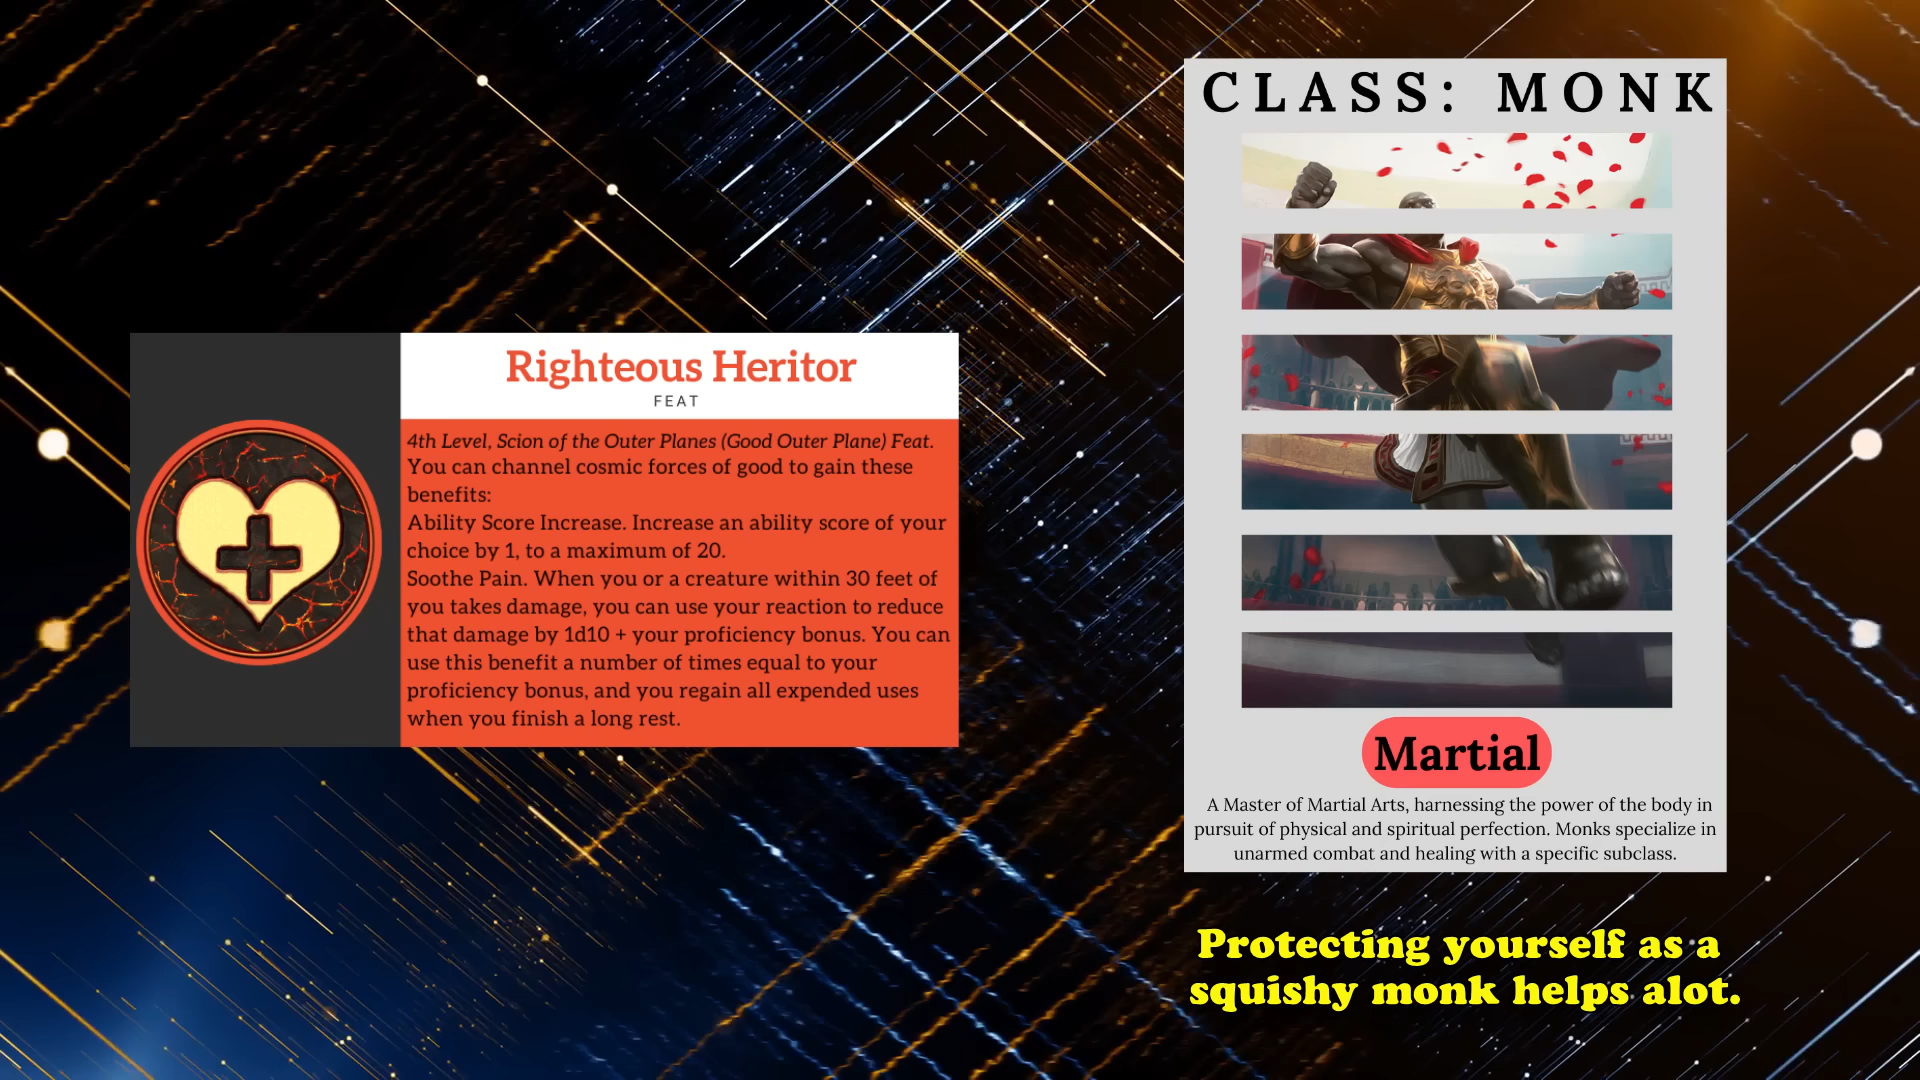 Righteous Heritor
FEAT
4th Level, Scion of the Outer Planes (Good Outer Plane) Feat.
You can channel cosmic forces of good to gain these
benefits:
Ability Score Increase. Increase an ability score of your
choice by 1, to a maximum of 20.
Soothe Pain. When you or a creature within 30 feet of
you takes damage, you can use your reaction to reduce
that damage by 1d10 + your proficiency bonus. You can
use this benefit a number of times equal to your
proficiency bonus, and you regain all expended uses
when you finish a long rest.
CLASS: MONK
Martial
A Master of Martial Arts, harnessing the power of the body in
pursuit of physical and spiritual perfection. Monks specialize in
unarmed combat and healing with a specific subclass.
Protecting yourself as a
squishy monk helps alot.